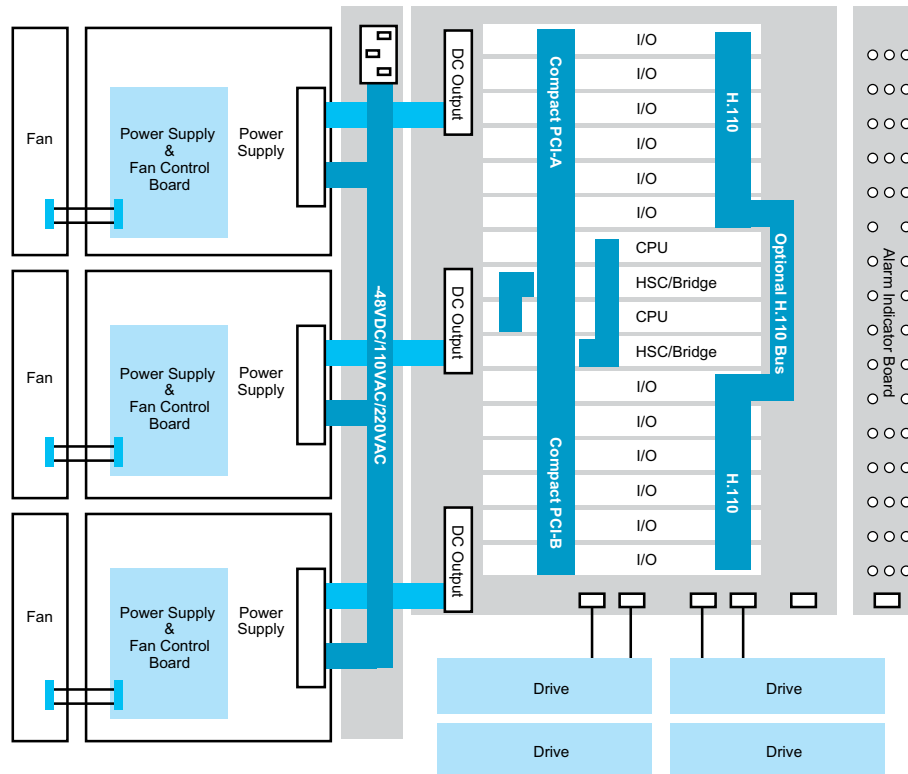 Fan
Power Supply
&
Fan Control
Board
Power
Supply
Fan
Power Supply
&
Fan Control
Board
Power
Supply
Fan
Power Supply
&
Fan Control
Board
Power
Supply
-48VDC/110VAC/220VAC
DC Output
DC Output
DC Output
Compact PCI-A
Compact PCI-B
I/O
I/O
I/O
I/O
I/O
I/O
CPU
HSC/Bridge
CPU
HSC/Bridge
I/O
I/O
I/O
I/O
I/O
I/O
H.110
Optional H.110 Bus
H.110
Alarm Indicator Board
Drive
Drive
Drive
Drive